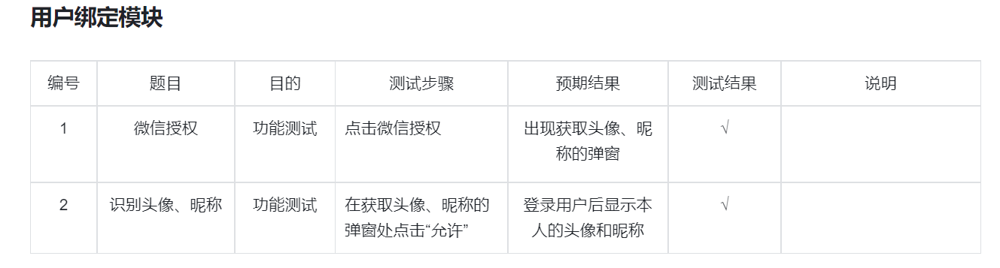 用户绑定模块
编号 题目 目的 测试步骤 预期结果 测试结果 说明
1 微信授权 功能测试 点击微信授权 出现获取头像、昵 √
称的弹窗
2 识别头像、昵称 功能测试 在获取头像、昵称的 登录用户后显示本 √
弹窗处点击“允许” 人的头像和昵称